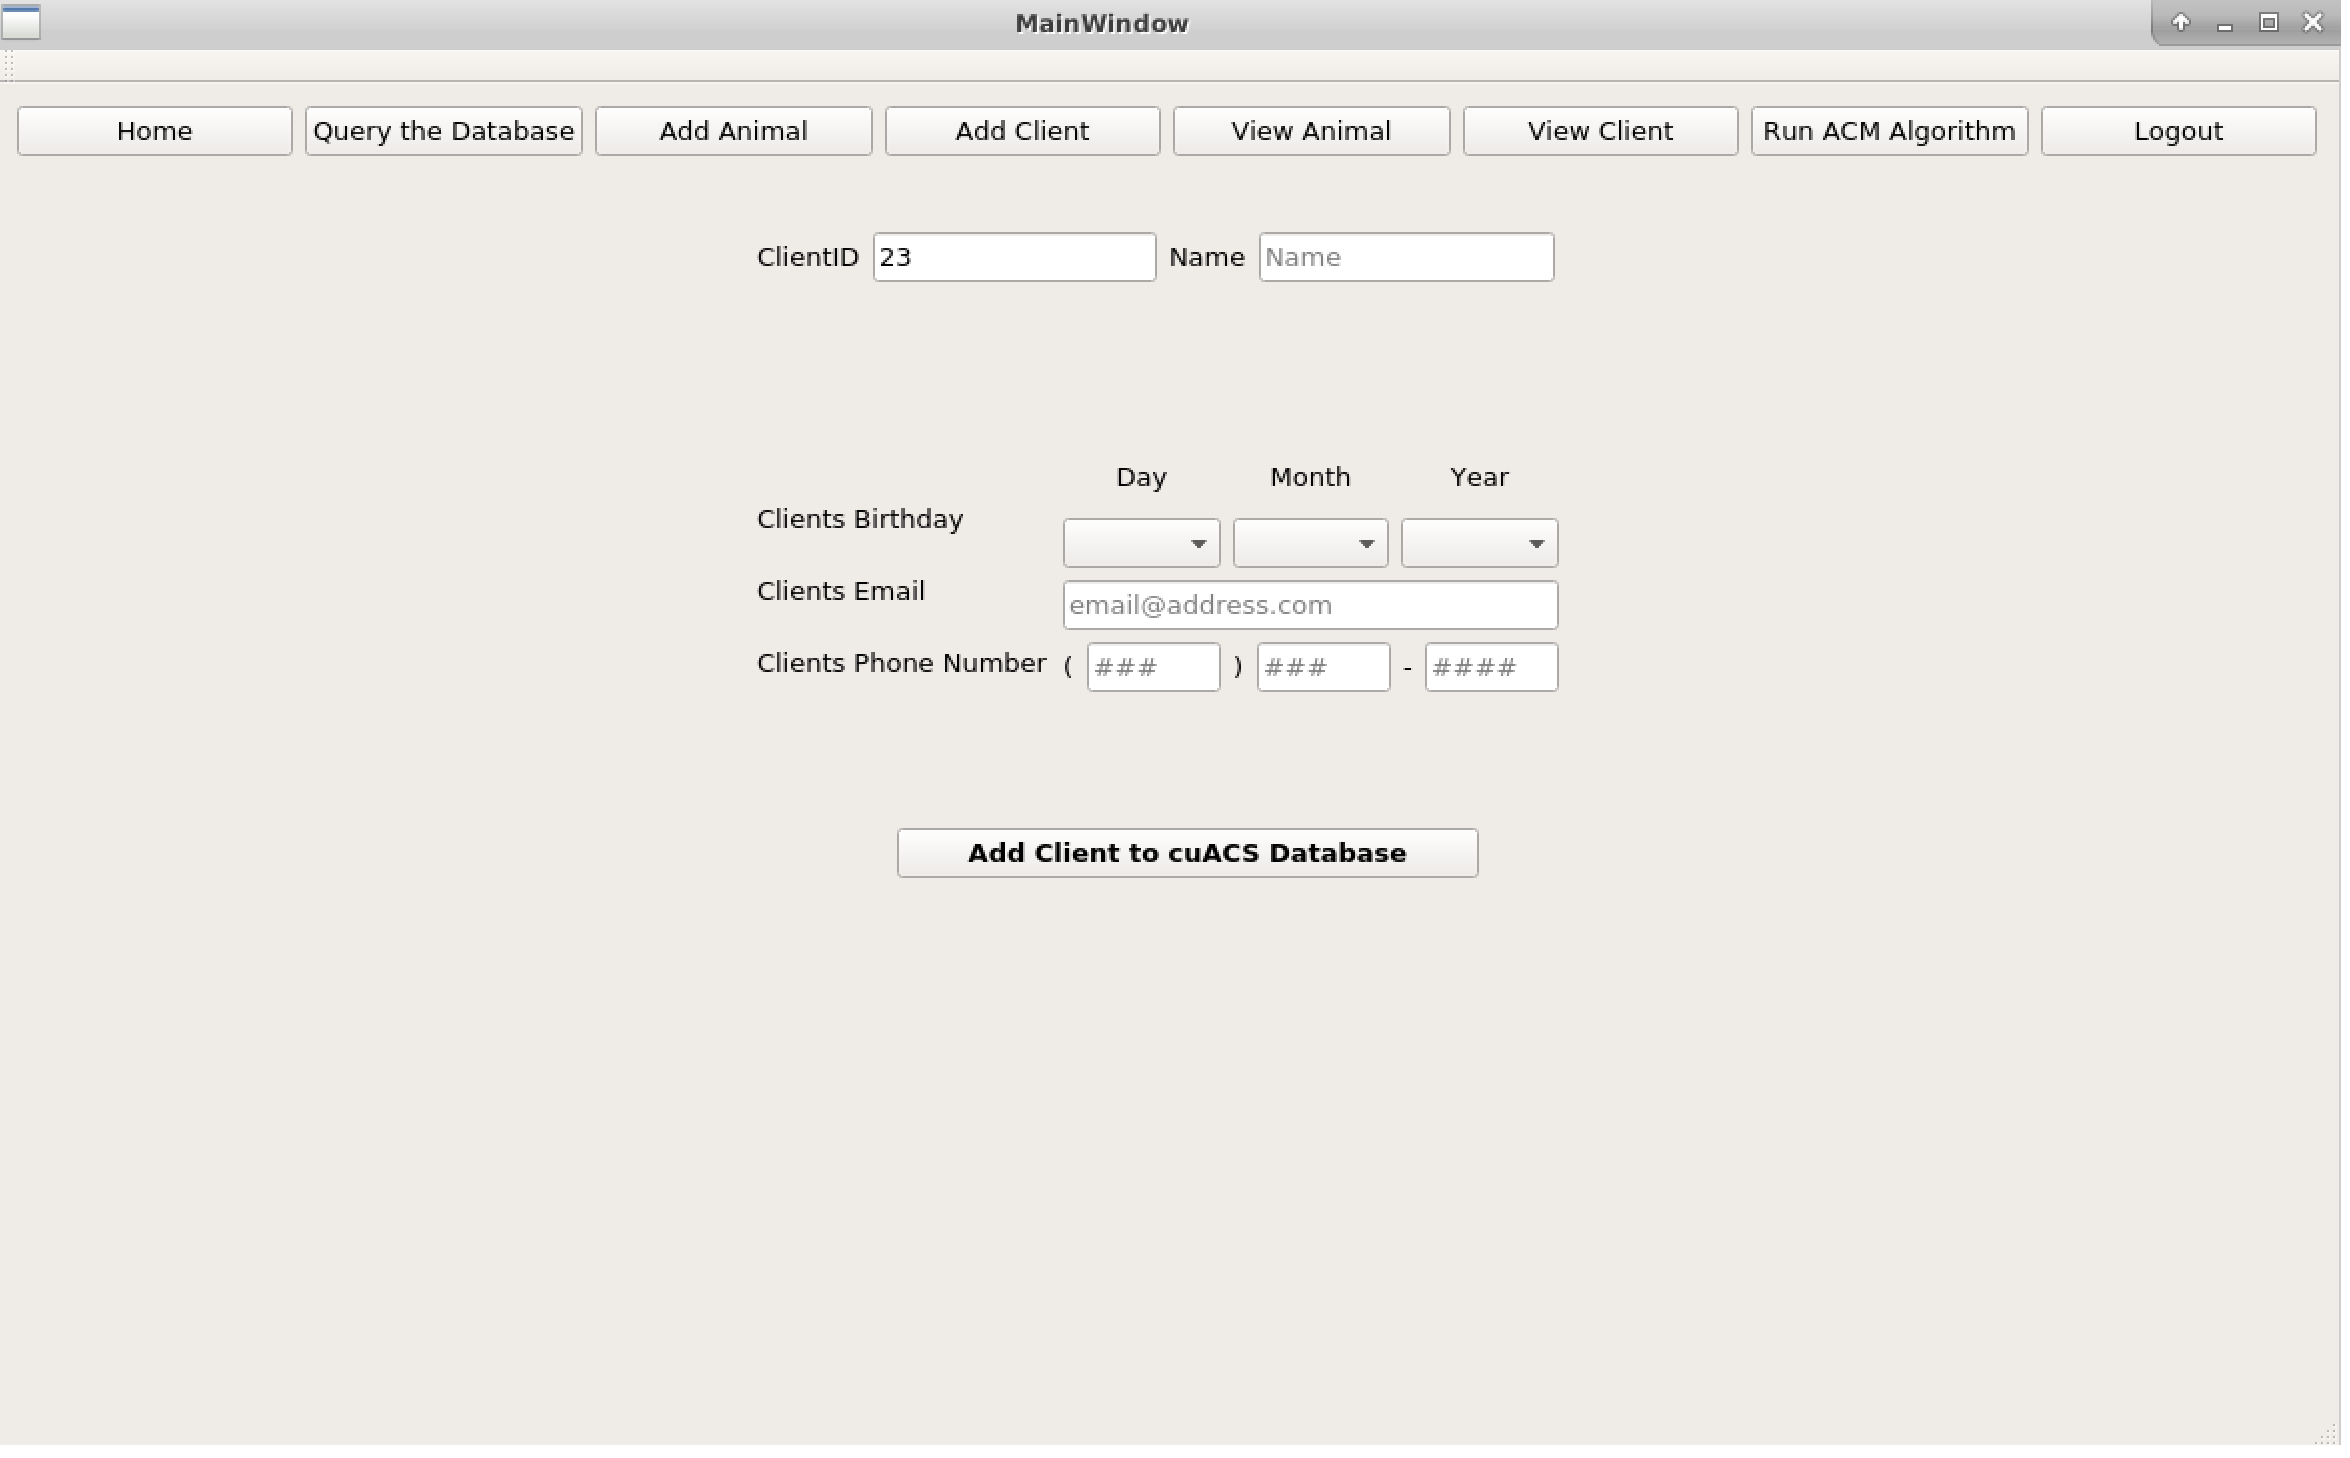 MainWindow
Home Query the Database Add Animal Add Client View Animal View Client Run ACM Algorithm Logout
ClientID 23 Name Name
Day Month Year
Clients Birthday
Clients Email email@address.com
Clients Phone Number ( ### ) ### - ####
Add Client to cuACS Database